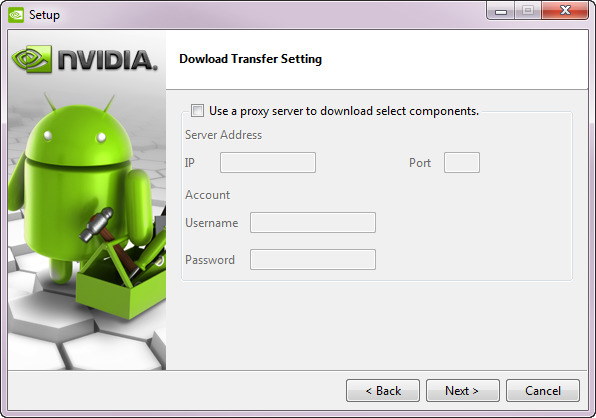 Setup
NVIDIA.
Dowload Transfer Setting
Use a proxy server to download select components.
Server Address
IP Port
Account
Username
Password
< Back Next > Cancel